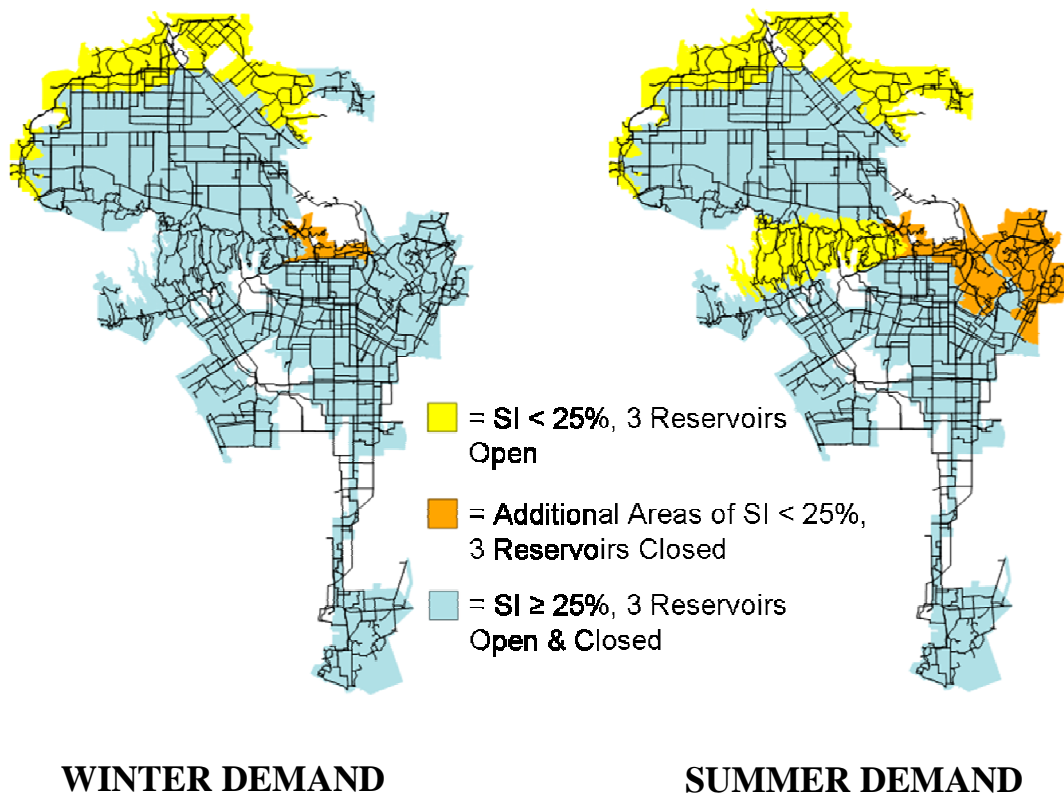 = SI < 25%, 3 Reservoirs
Open
= Additional Areas of SI < 25%,
3 Reservoirs Closed
= SI ≥ 25%, 3 Reservoirs
Open & Closed
WINTER DEMAND
SUMMER DEMAND